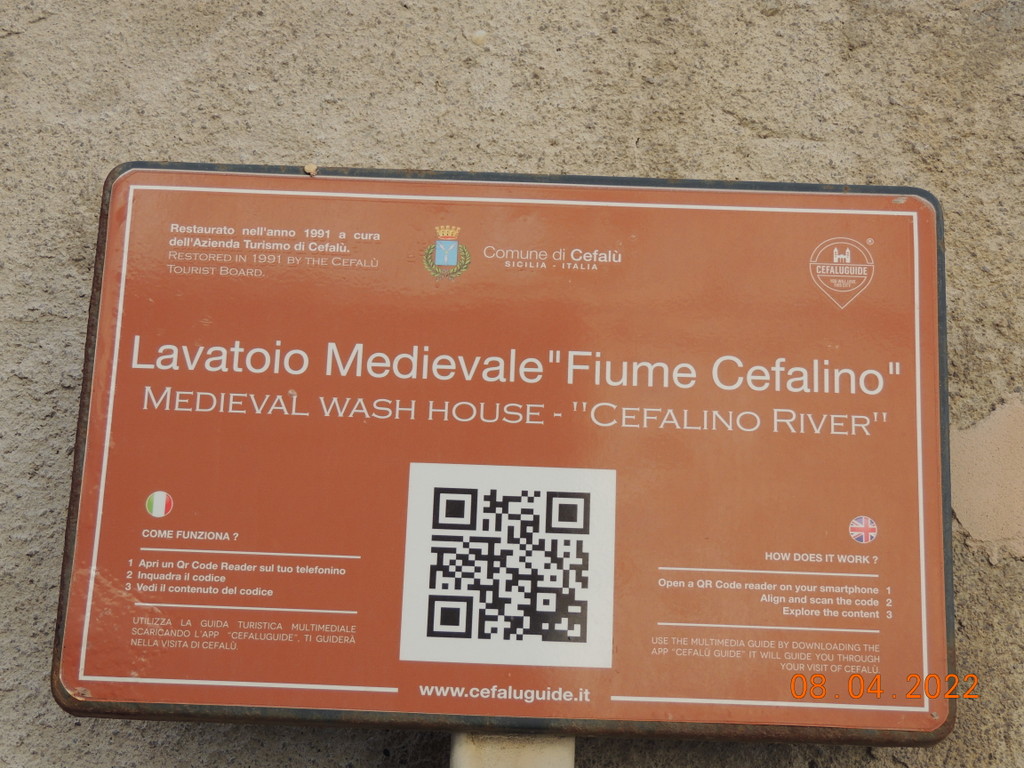 Restaurato nell'anno 1991 a cura
dell'Azienda Turismo di Cefalù.
RESTORED IN 1991 BY THE CEFALÙ
TOURIST BOARD.
Comune di Cefalù
SICILIA - ITALIA
CEFALUGUIDE
®
Lavatoio Medievale "Fiume Cefalino"
MEDIEVAL WASH HOUSE - "CEFALINO RIVER"
COME FUNZIONA ?
1 Apri un Qr Code Reader sul tuo telefonino
2 Inquadra il codice
3 Vedi il contenuto del codice
UTILIZZA LA GUIDA TURISTICA MULTIMEDIALE
SCARICANDO L'APP "CEFALUGUIDE", TI GUIDERÀ
NELLA VISITA DI CEFALÙ.
HOW DOES IT WORK ?
Open a QR Code reader on your smartphone 1
Align and scan the code 2
Explore the content 3
USE THE MULTIMEDIA GUIDE BY DOWNLOADING THE
APP "CEFALÙ GUIDE" IT WILL GUIDE YOU THROUGH
YOUR VISIT OF CEFALÙ
www.cefaluguide.it
08.04.2022